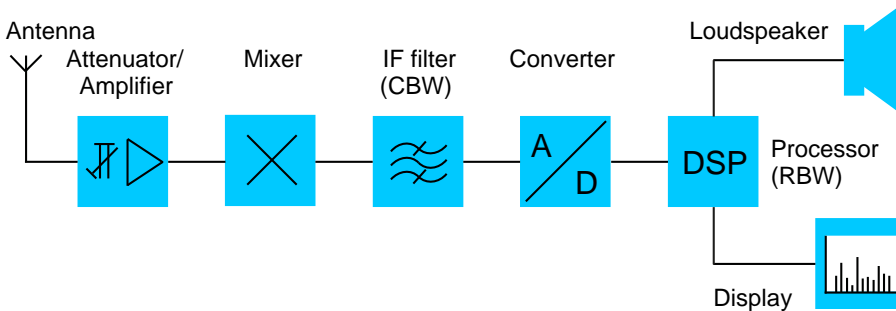 Antenna
Attenuator/
Amplifier
Mixer
IF filter
(CBW)
Converter
Loudspeaker
A
D
DSP
Processor
(RBW)
Display